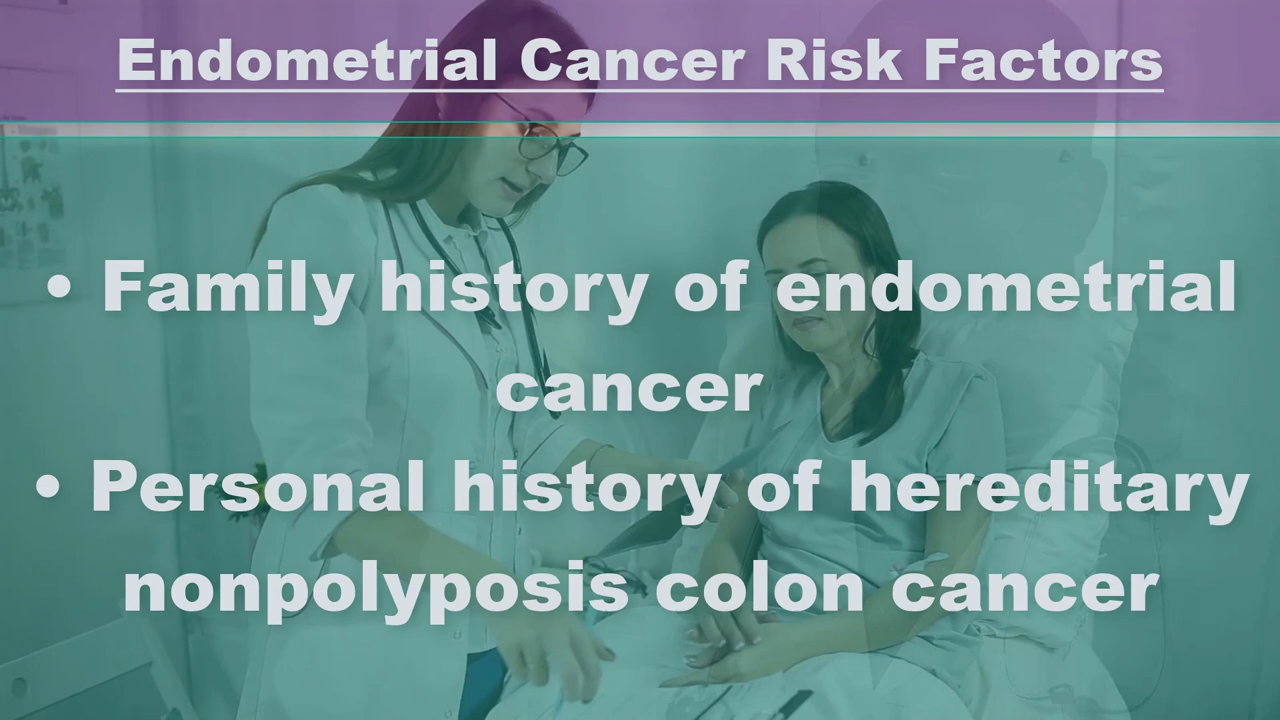 Endometrial Cancer Risk Factors
• Family history of endometrial
cancer
• Personal history of hereditary
nonpolyposis colon cancer